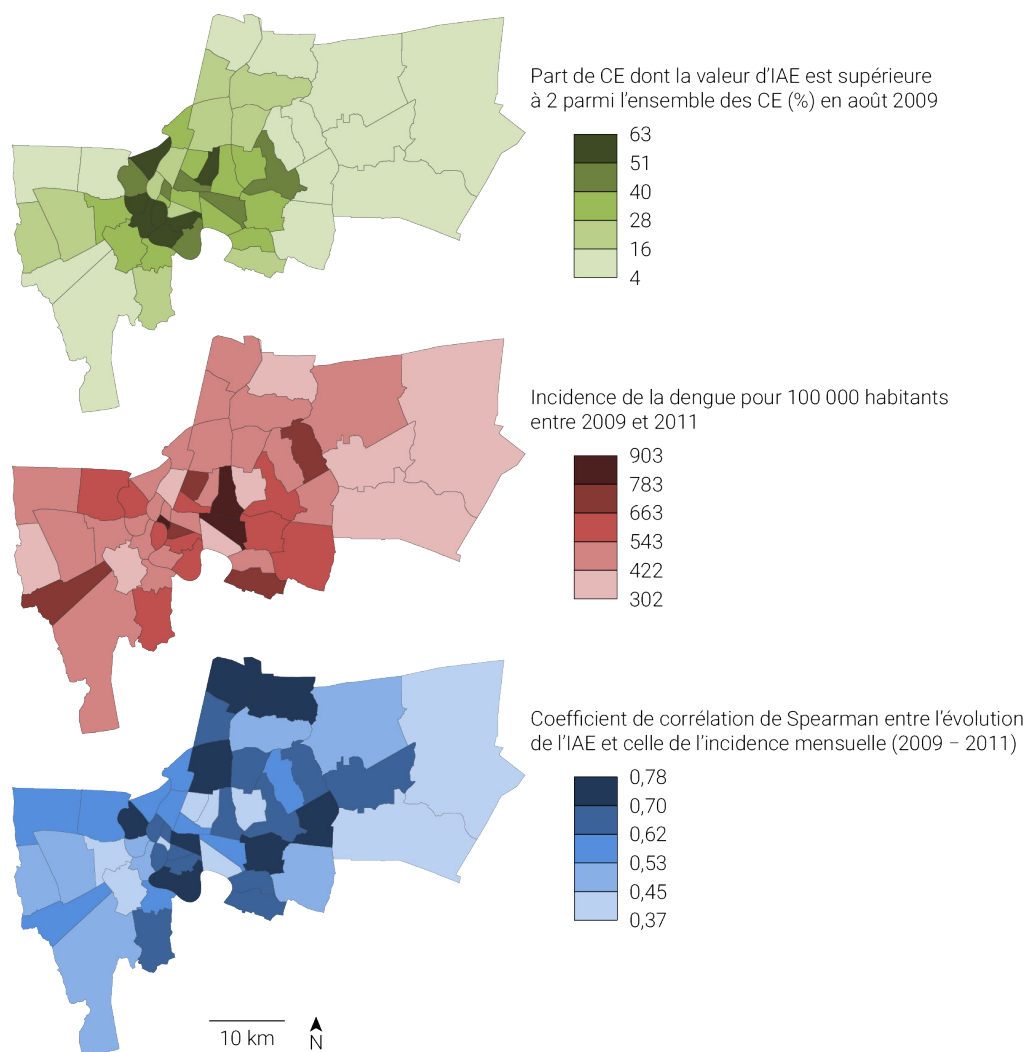 Part de CE dont la valeur d’IAE est supérieure
à 2 parmi l’ensemble des CE (%) en août 2009
63
51
40
28
16
4
Incidence de la dengue pour 100 000 habitants
entre 2009 et 2011
903
783
663
543
422
302
Coefficient de corrélation de Spearman entre l’évolution
de l’IAE et celle de l’incidence mensuelle (2009 – 2011)
0,78
0,70
0,62
0,53
0,45
0,37
10 km
N